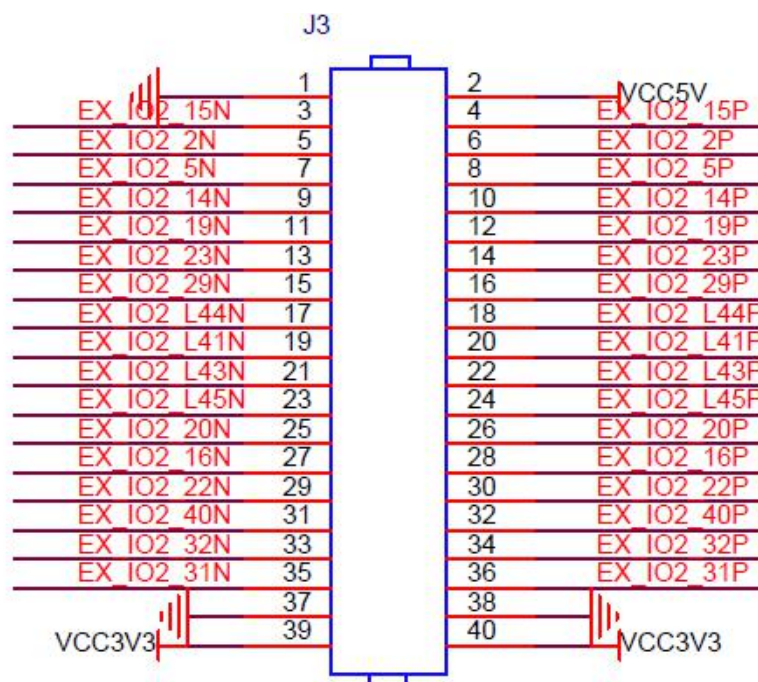 J3
1 2 VCC5V
EX_IO2_15N 3 4 EX_IO2_15P
EX_IO2_2N 5 6 EX_IO2_2P
EX_IO2_5N 7 8 EX_IO2_5P
EX_IO2_14N 9 10 EX_IO2_14P
EX_IO2_19N 11 12 EX_IO2_19P
EX_IO2_23N 13 14 EX_IO2_23P
EX_IO2_29N 15 16 EX_IO2_29P
EX_IO2_L44N 17 18 EX_IO2_L44P
EX_IO2_L41N 19 20 EX_IO2_L41P
EX_IO2_L43N 21 22 EX_IO2_L43P
EX_IO2_L45N 23 24 EX_IO2_L45P
EX_IO2_20N 25 26 EX_IO2_20P
EX_IO2_16N 27 28 EX_IO2_16P
EX_IO2_22N 29 30 EX_IO2_22P
EX_IO2_40N 31 32 EX_IO2_40P
EX_IO2_32N 33 34 EX_IO2_32P
EX_IO2_31N 35 36 EX_IO2_31P
37 38
VCC3V3 39 40 VCC3V3